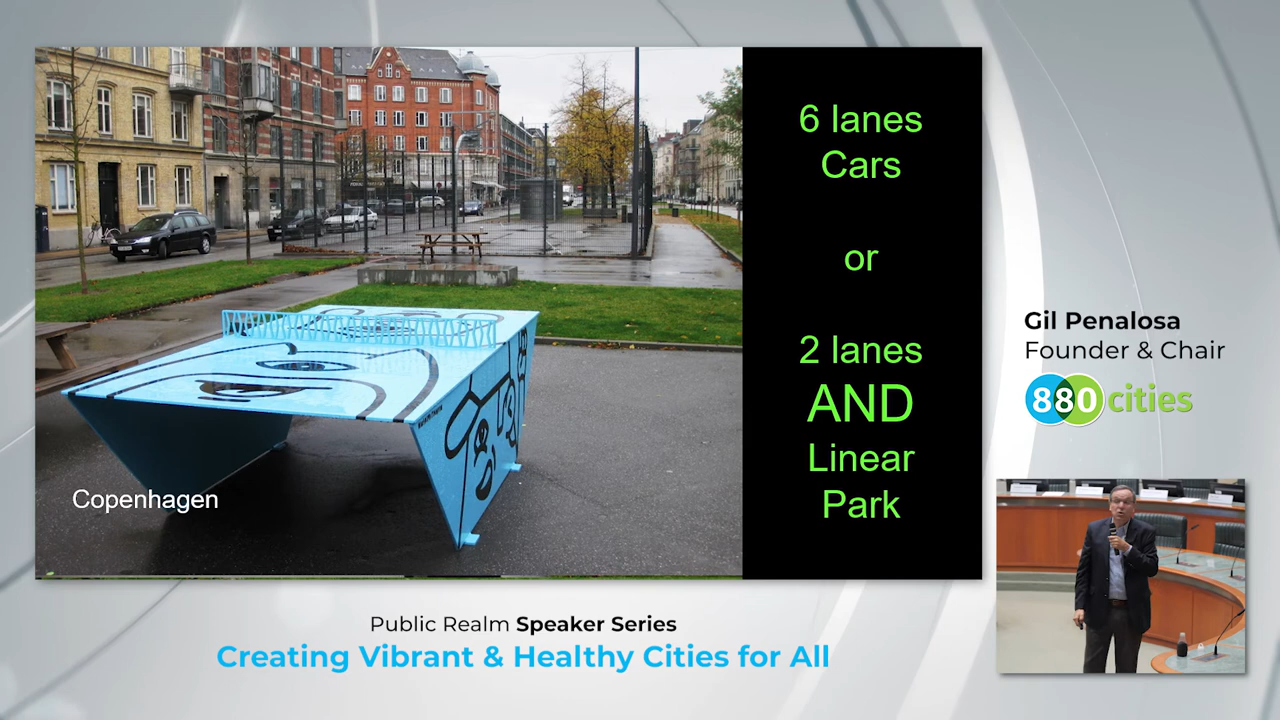 6 lanes
Cars
or
2 lanes
AND
Linear
Park
Copenhagen
Gil Penalosa
Founder & Chair
880 cities
Public Realm Speaker Series
Creating Vibrant & Healthy Cities for All